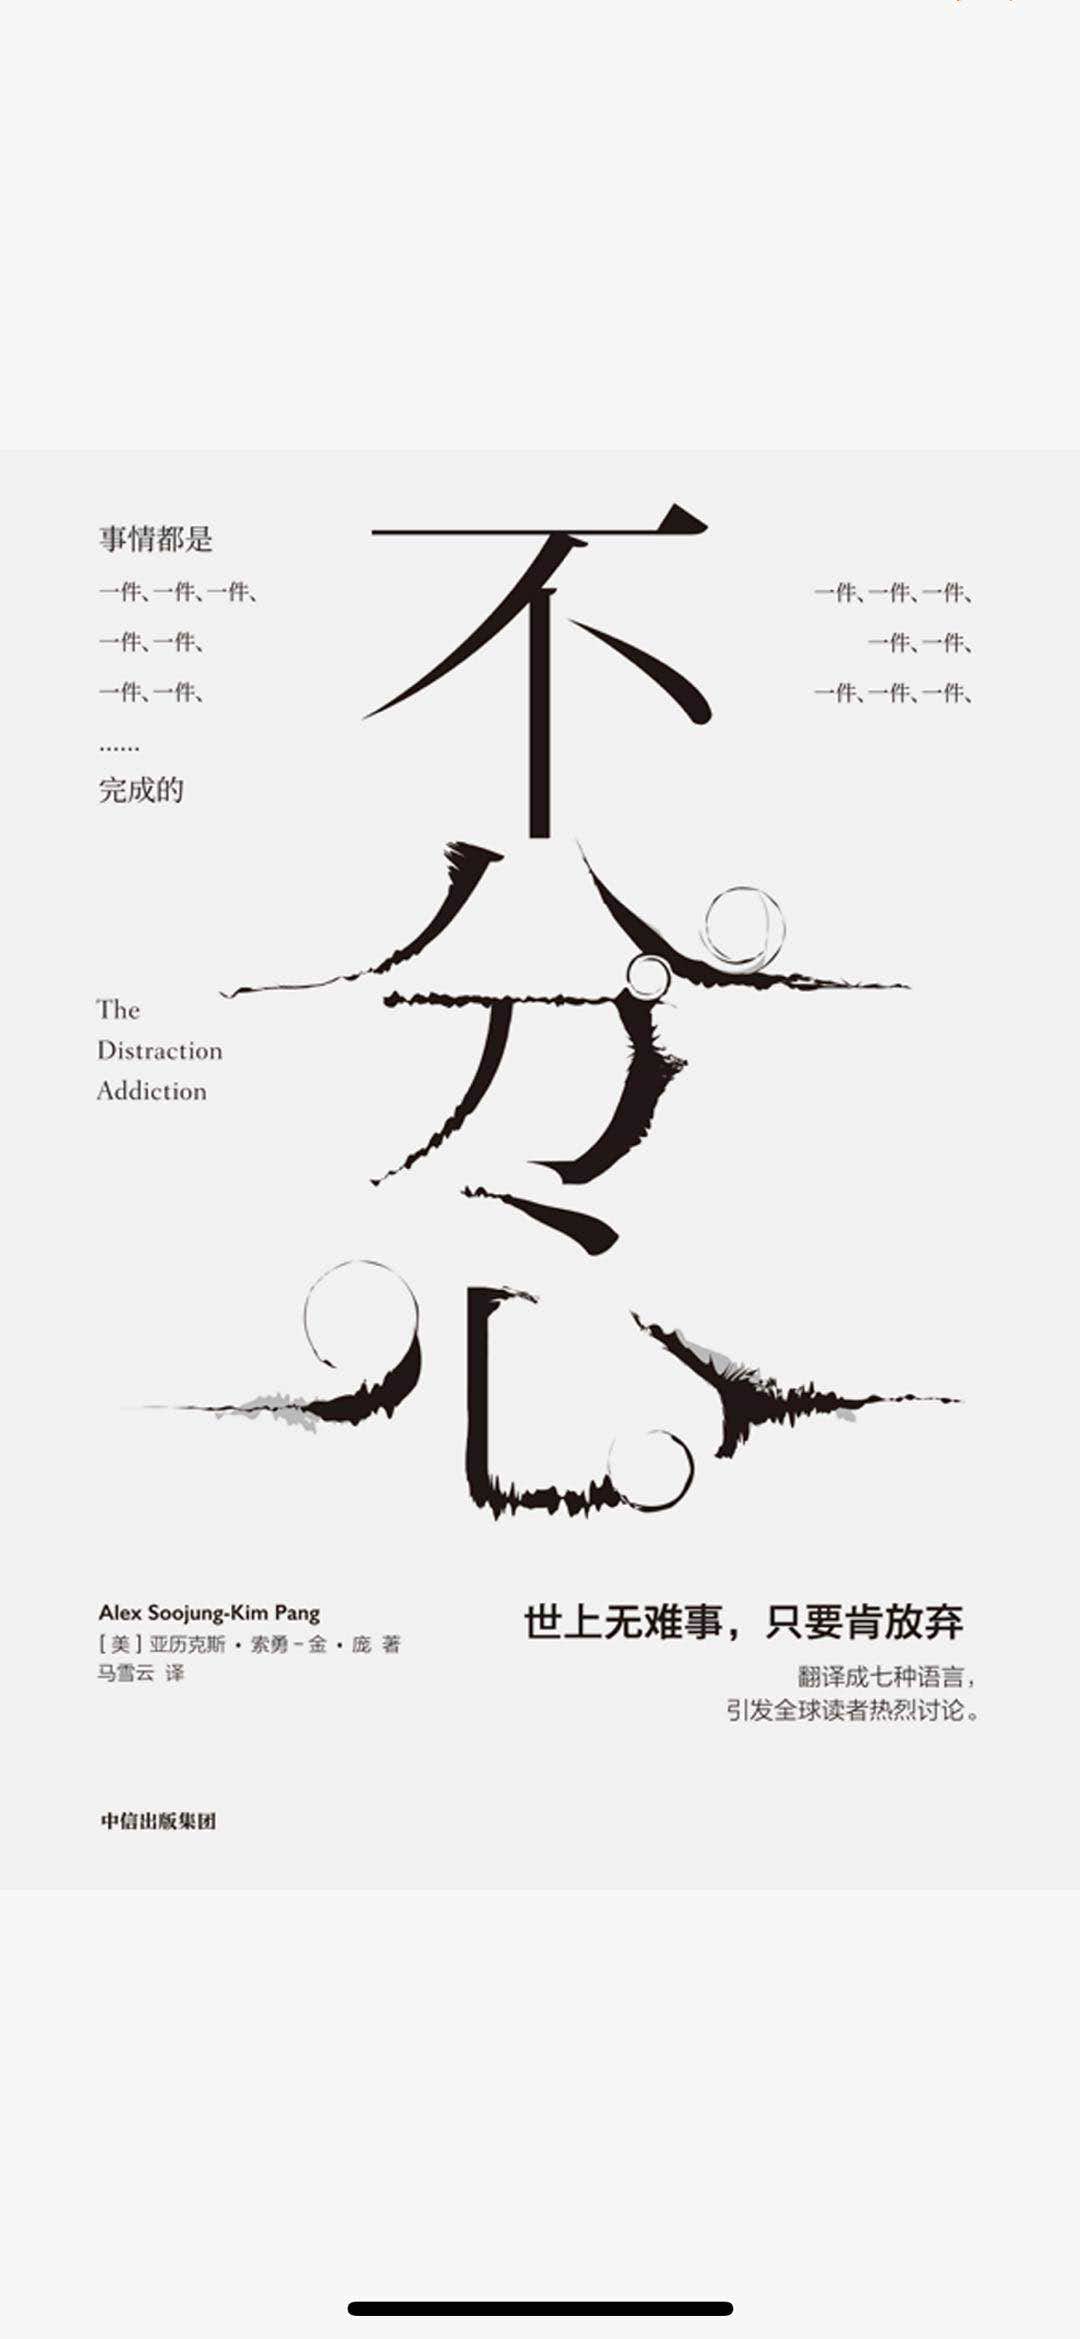 事情都是
一件、一件、一件、
一件、一件、
一件、一件、
……
完成的
不分心
一件、一件、一件、
一件、一件、
一件、一件、一件、
The
Distraction
Addiction
Alex Soojung-Kim Pang
[ 美 ] 亚历克斯・索勇－金・庞 著
马雪云 译
世上无难事，只要肯放弃
翻译成七种语言，
引发全球读者热烈讨论。
中信出版集团